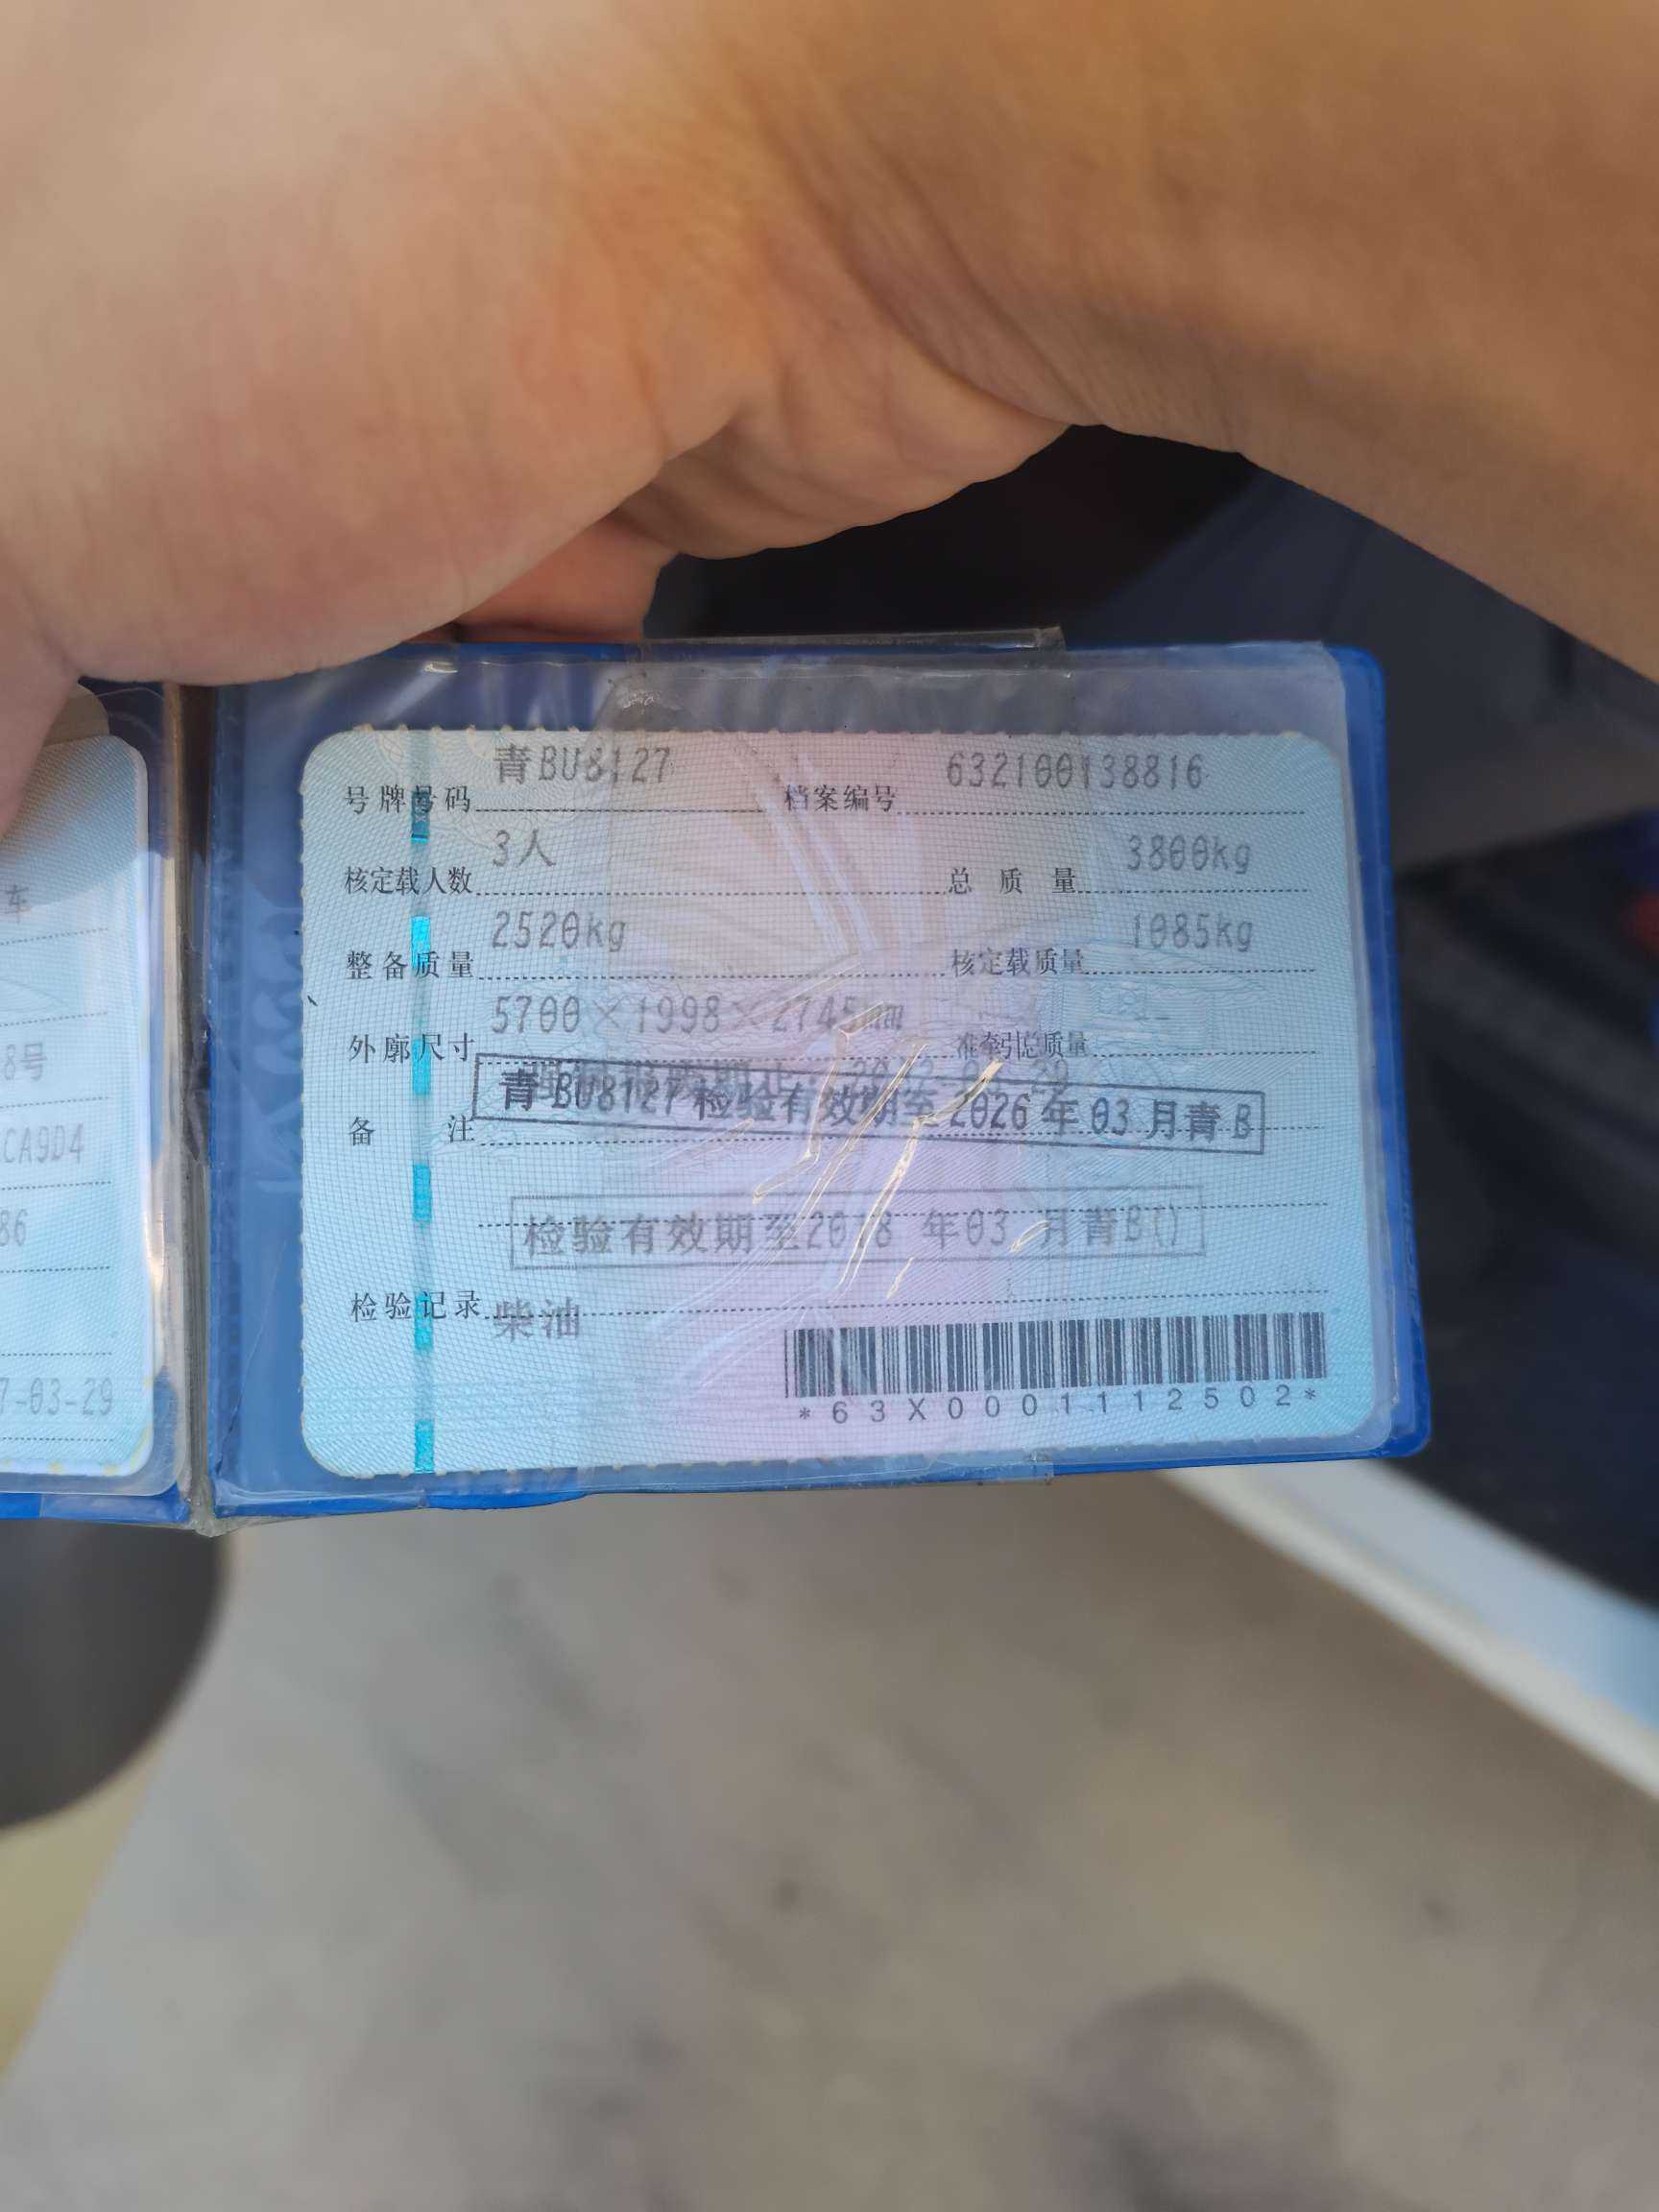 车
8号
CA9D4
86
7-03-29
号牌号码 青BU8127 档案编号 632100138816
核定载人数 3人 总质量 3800kg
整备质量 2520kg 核定载质量 1085kg
外廓尺寸 5700×1998×2745mm 准牵引总质量 --
备注
青BU8127 检验有效期至2026年03月青B
检验有效期至2018 年03 月青B()
检验记录 柴油
*63X0001112502*